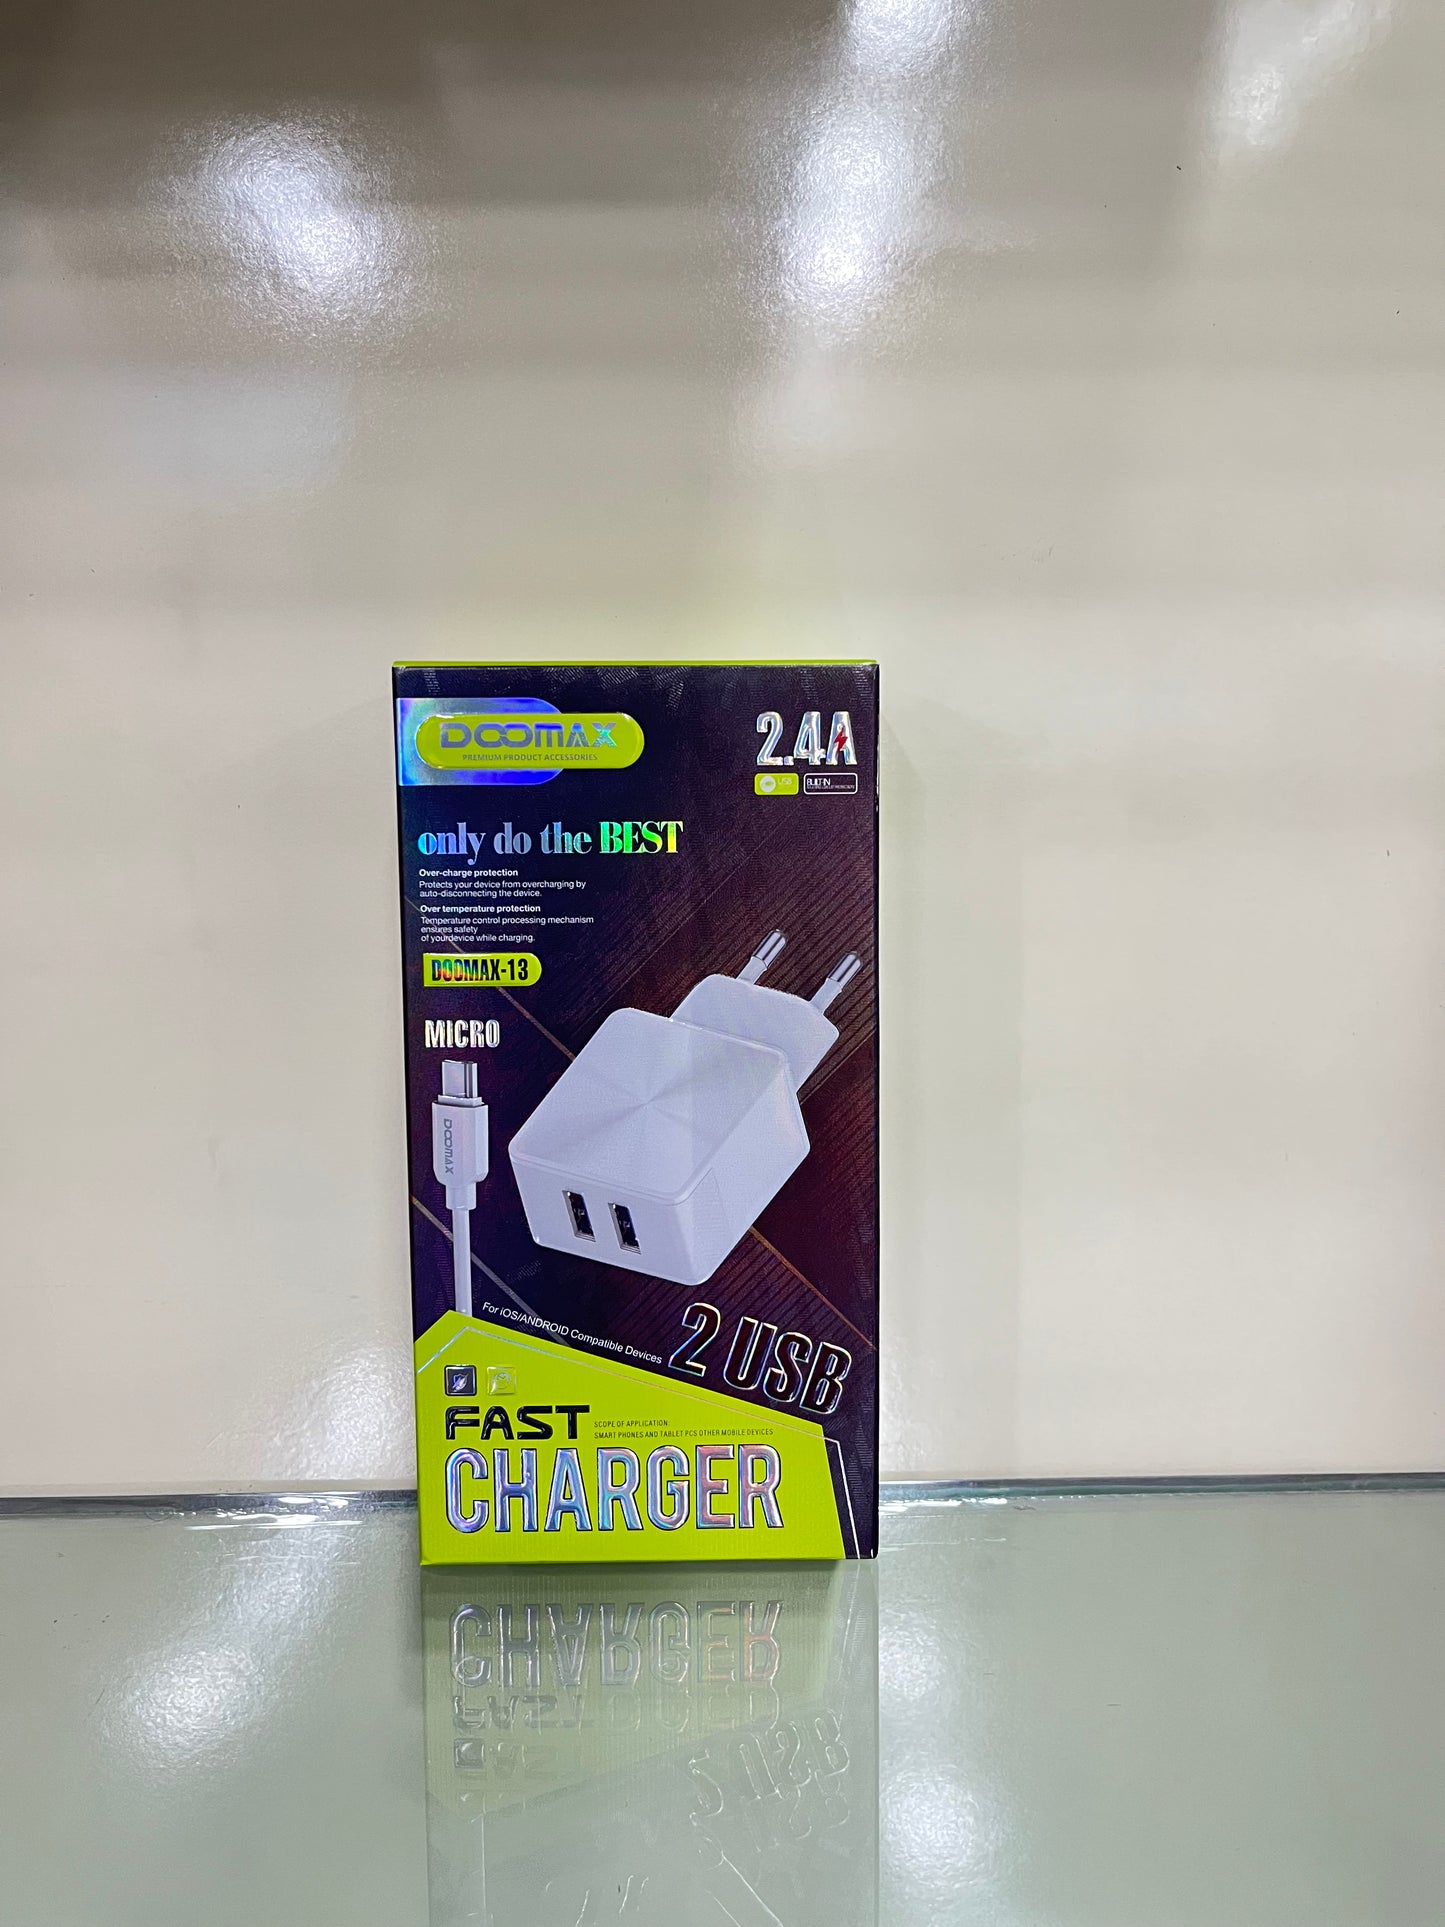 DOOMAX
PREMIUM PRODUCT ACCESSORIES
2.4A
USB
BUILT-IN
only do the BEST
Over-charge protection
Protects your device from overcharging by
auto-disconnecting the device.
Over temperature protection
Temperature control processing mechanism
ensures safety
of yourdevice while charging.
DOOMAX-13
MICRO
DOOMAX
For iOS/ANDROID Compatible Devices
2 USB
FAST
SCOPE OF APPLICATION:
SMART PHONES AND TABLET PCS OTHER MOBILE DEVICES
CHARGER